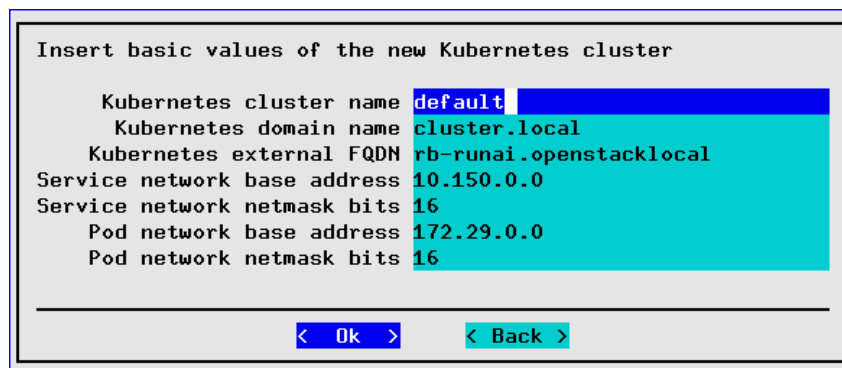 Insert basic values of the new Kubernetes cluster
Kubernetes cluster name default
Kubernetes domain name cluster.local
Kubernetes external FQDN rb-runai.openstacklocal
Service network base address 10.150.0.0
Service network netmask bits 16
Pod network base address 172.29.0.0
Pod network netmask bits 16
< Ok > < Back >